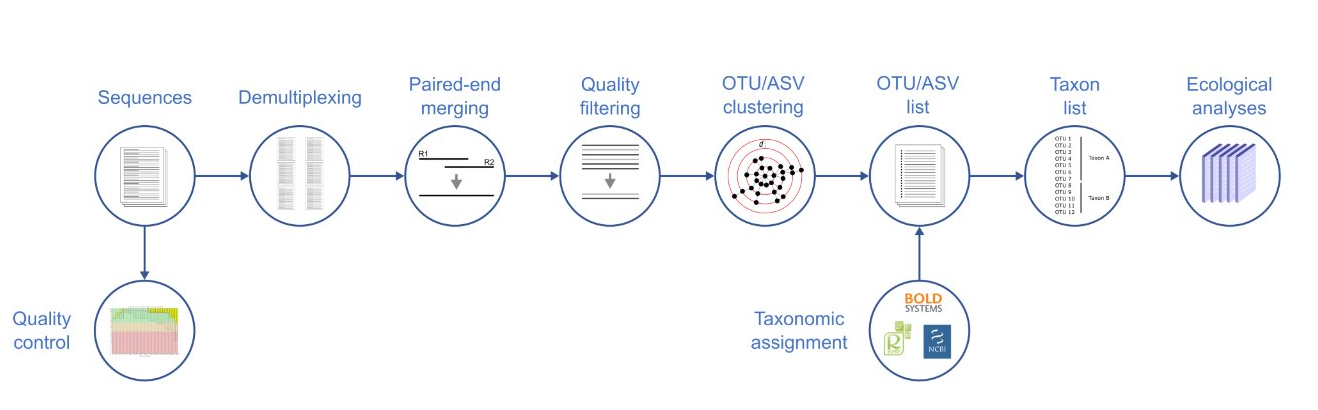 Sequences
Demultiplexing
Paired-end
merging
Quality
filtering
OTU/ASV
clustering
OTU/ASV
list
Taxon
list
Ecological
analyses
R1
R2
d
OTU 1
OTU 2
OTU 3
OTU 4
OTU 5
OTU 6
OTU 7
OTU 8
OTU 9
OTU 10
OTU 11
OTU 12
Taxon A
Taxon B
Quality
control
Taxonomic
assignment
BOLD
SYSTEMS
R
NCBI